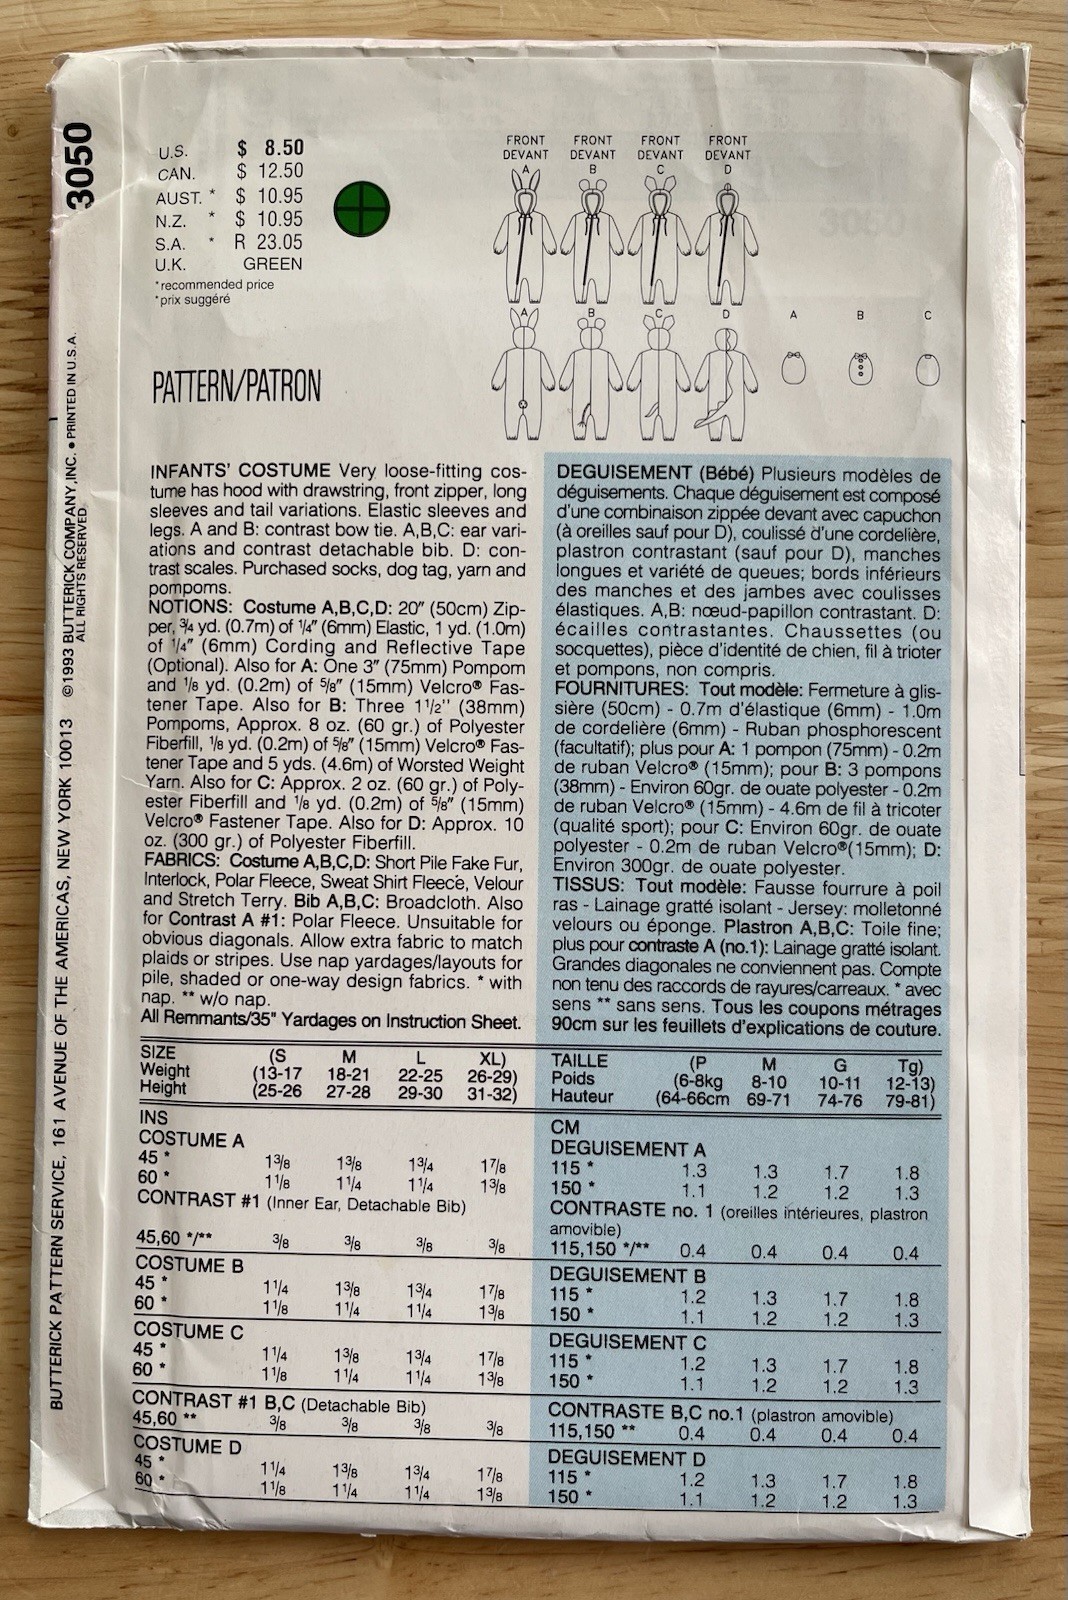 3050
BUTTERICK PATTERN SERVICE, 161 AVENUE OF THE AMERICAS, NEW YORK 10013 ©1993 BUTTERICK COMPANY, INC. • PRINTED IN U.S.A.
ALL RIGHTS RESERVED.
U.S. $ 8.50
CAN. $ 12.50
AUST. * $ 10.95
N.Z. * $ 10.95
S.A. * R 23.05
U.K. GREEN
*recommended price
*prix suggéré
FRONT FRONT FRONT FRONT
DEVANT DEVANT DEVANT DEVANT
A B C D
A B C D A B C
3050
PATTERN/PATRON
INFANTS' COSTUME Very loose-fitting cos-
tume has hood with drawstring, front zipper, long
sleeves and tail variations. Elastic sleeves and
legs. A and B: contrast bow tie. A,B,C: ear vari-
ations and contrast detachable bib. D: con-
trast scales. Purchased socks, dog tag, yarn and
pompoms.
NOTIONS: Costume A,B,C,D: 20" (50cm) Zip-
per, 3/4 yd. (0.7m) of 1/4" (6mm) Elastic, 1 yd. (1.0m)
of 1/4" (6mm) Cording and Reflective Tape
(Optional). Also for A: One 3" (75mm) Pompom
and 1/8 yd. (0.2m) of 5/8" (15mm) Velcro® Fas-
tener Tape. Also for B: Three 1 1/2'' (38mm)
Pompoms, Approx. 8 oz. (60 gr.) of Polyester
Fiberfill, 1/8 yd. (0.2m) of 5/8" (15mm) Velcro® Fas-
tener Tape and 5 yds. (4.6m) of Worsted Weight
Yarn. Also for C: Approx. 2 oz. (60 gr.) of Poly-
ester Fiberfill and 1/8 yd. (0.2m) of 5/8" (15mm)
Velcro® Fastener Tape. Also for D: Approx. 10
oz. (300 gr.) of Polyester Fiberfill.
FABRICS: Costume A,B,C,D: Short Pile Fake Fur,
Interlock, Polar Fleece, Sweat Shirt Fleece, Velour
and Stretch Terry. Bib A,B,C: Broadcloth. Also
for Contrast A #1: Polar Fleece. Unsuitable for
obvious diagonals. Allow extra fabric to match
plaids or stripes. Use nap yardages/layouts for
pile, shaded or one-way design fabrics. * with
nap. ** w/o nap.
All Remnants/35" Yardages on Instruction Sheet.
DEGUISEMENT (Bébé) Plusieurs modèles de
déguisements. Chaque déguisement est composé
d'une combinaison zippée devant avec capuchon
(à oreilles sauf pour D), coulissé d'une cordelière,
plastron contrastant (sauf pour D), manches
longues et variété de queues; bords inférieurs
des manches et des jambes avec coulisses
élastiques. A,B: nœud-papillon contrastant. D:
écailles contrastantes. Chaussettes (ou
socquettes), pièce d'identité de chien, fil à trioter
et pompons, non compris.
FOURNITURES: Tout modèle: Fermeture à glis-
sière (50cm) - 0.7m d'élastique (6mm) - 1.0m
de cordelière (6mm) - Ruban phosphorescent
(facultatif); plus pour A: 1 pompon (75mm) - 0.2m
de ruban Velcro® (15mm); pour B: 3 pompons
(38mm) - Environ 60gr. de ouate polyester - 0.2m
de ruban Velcro® (15mm) - 4.6m de fil à tricoter
(qualité sport); pour C: Environ 60gr. de ouate
polyester - 0.2m de ruban Velcro®(15mm); D:
Environ 300gr. de ouate polyester.
TISSUS: Tout modèle: Fausse fourrure à poil
ras - Lainage gratté isolant - Jersey: molletonné
velours ou éponge. Plastron A,B,C: Toile fine;
plus pour contraste A (no.1): Lainage gratté isolant.
Grandes diagonales ne conviennent pas. Compte
non tenu des raccords de rayures/carreaux. * avec
sens ** sans sens. Tous les coupons métrages
90cm sur les feuillets d'explications de couture.
SIZE (S M L XL)
Weight (13-17 18-21 22-25 26-29)
Height (25-26 27-28 29-30 31-32)
INS
COSTUME A
45 * 1 3/8 1 3/8 1 3/4 1 7/8
60 * 1 1/8 1 1/4 1 1/4 1 3/8
CONTRAST #1 (Inner Ear, Detachable Bib)
45,60 */** 3/8 3/8 3/8 3/8
COSTUME B
45 * 1 1/4 1 3/8 1 3/4 1 7/8
60 * 1 1/8 1 1/4 1 1/4 1 3/8
COSTUME C
45 * 1 1/4 1 3/8 1 3/4 1 7/8
60 * 1 1/8 1 1/4 1 1/4 1 3/8
CONTRAST #1 B,C (Detachable Bib)
45,60 ** 3/8 3/8 3/8 3/8
COSTUME D
45 * 1 1/4 1 3/8 1 3/4 1 7/8
60 * 1 1/8 1 1/4 1 1/4 1 3/8
TAILLE (P M G Tg)
Poids (6-8kg 8-10 10-11 12-13)
Hauteur (64-66cm 69-71 74-76 79-81)
CM
DEGUISEMENT A
115 * 1.3 1.3 1.7 1.8
150 * 1.1 1.2 1.2 1.3
CONTRASTE no. 1 (oreilles intérieures, plastron
amovible)
115,150 */** 0.4 0.4 0.4 0.4
DEGUISEMENT B
115 * 1.2 1.3 1.7 1.8
150 * 1.1 1.2 1.2 1.3
DEGUISEMENT C
115 * 1.2 1.3 1.7 1.8
150 * 1.1 1.2 1.2 1.3
CONTRASTE B,C no.1 (plastron amovible)
115,150 ** 0.4 0.4 0.4 0.4
DEGUISEMENT D
115 * 1.2 1.3 1.7 1.8
150 * 1.1 1.2 1.2 1.3